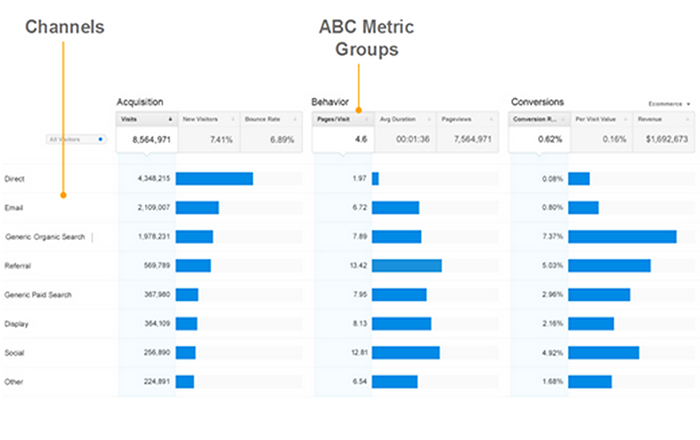 Channels
ABC Metric
Groups
Acquisition
Behavior
Conversions
Ecommerce
Visits
New Visitors
Bounce Rate
Pages/Visit
Avg Duration
Pageviews
Conversion R...
Per Visit Value
Revenue
All Visitors
8,564,971
7.41%
6.89%
4.6
00:01:36
7,564,971
0.62%
0.16%
$1,692,673
Direct 4,348,215 1.97 0.08%
Email 2,109,007 6.72 0.80%
Generic Organic Search 1,978,231 7.89 7.37%
Referral 569,789 13.42 5.03%
Generic Paid Search 367,980 7.95 2.96%
Display 364,109 8.13 2.16%
Social 256,890 12.81 4.92%
Other 224,891 6.54 1.68%